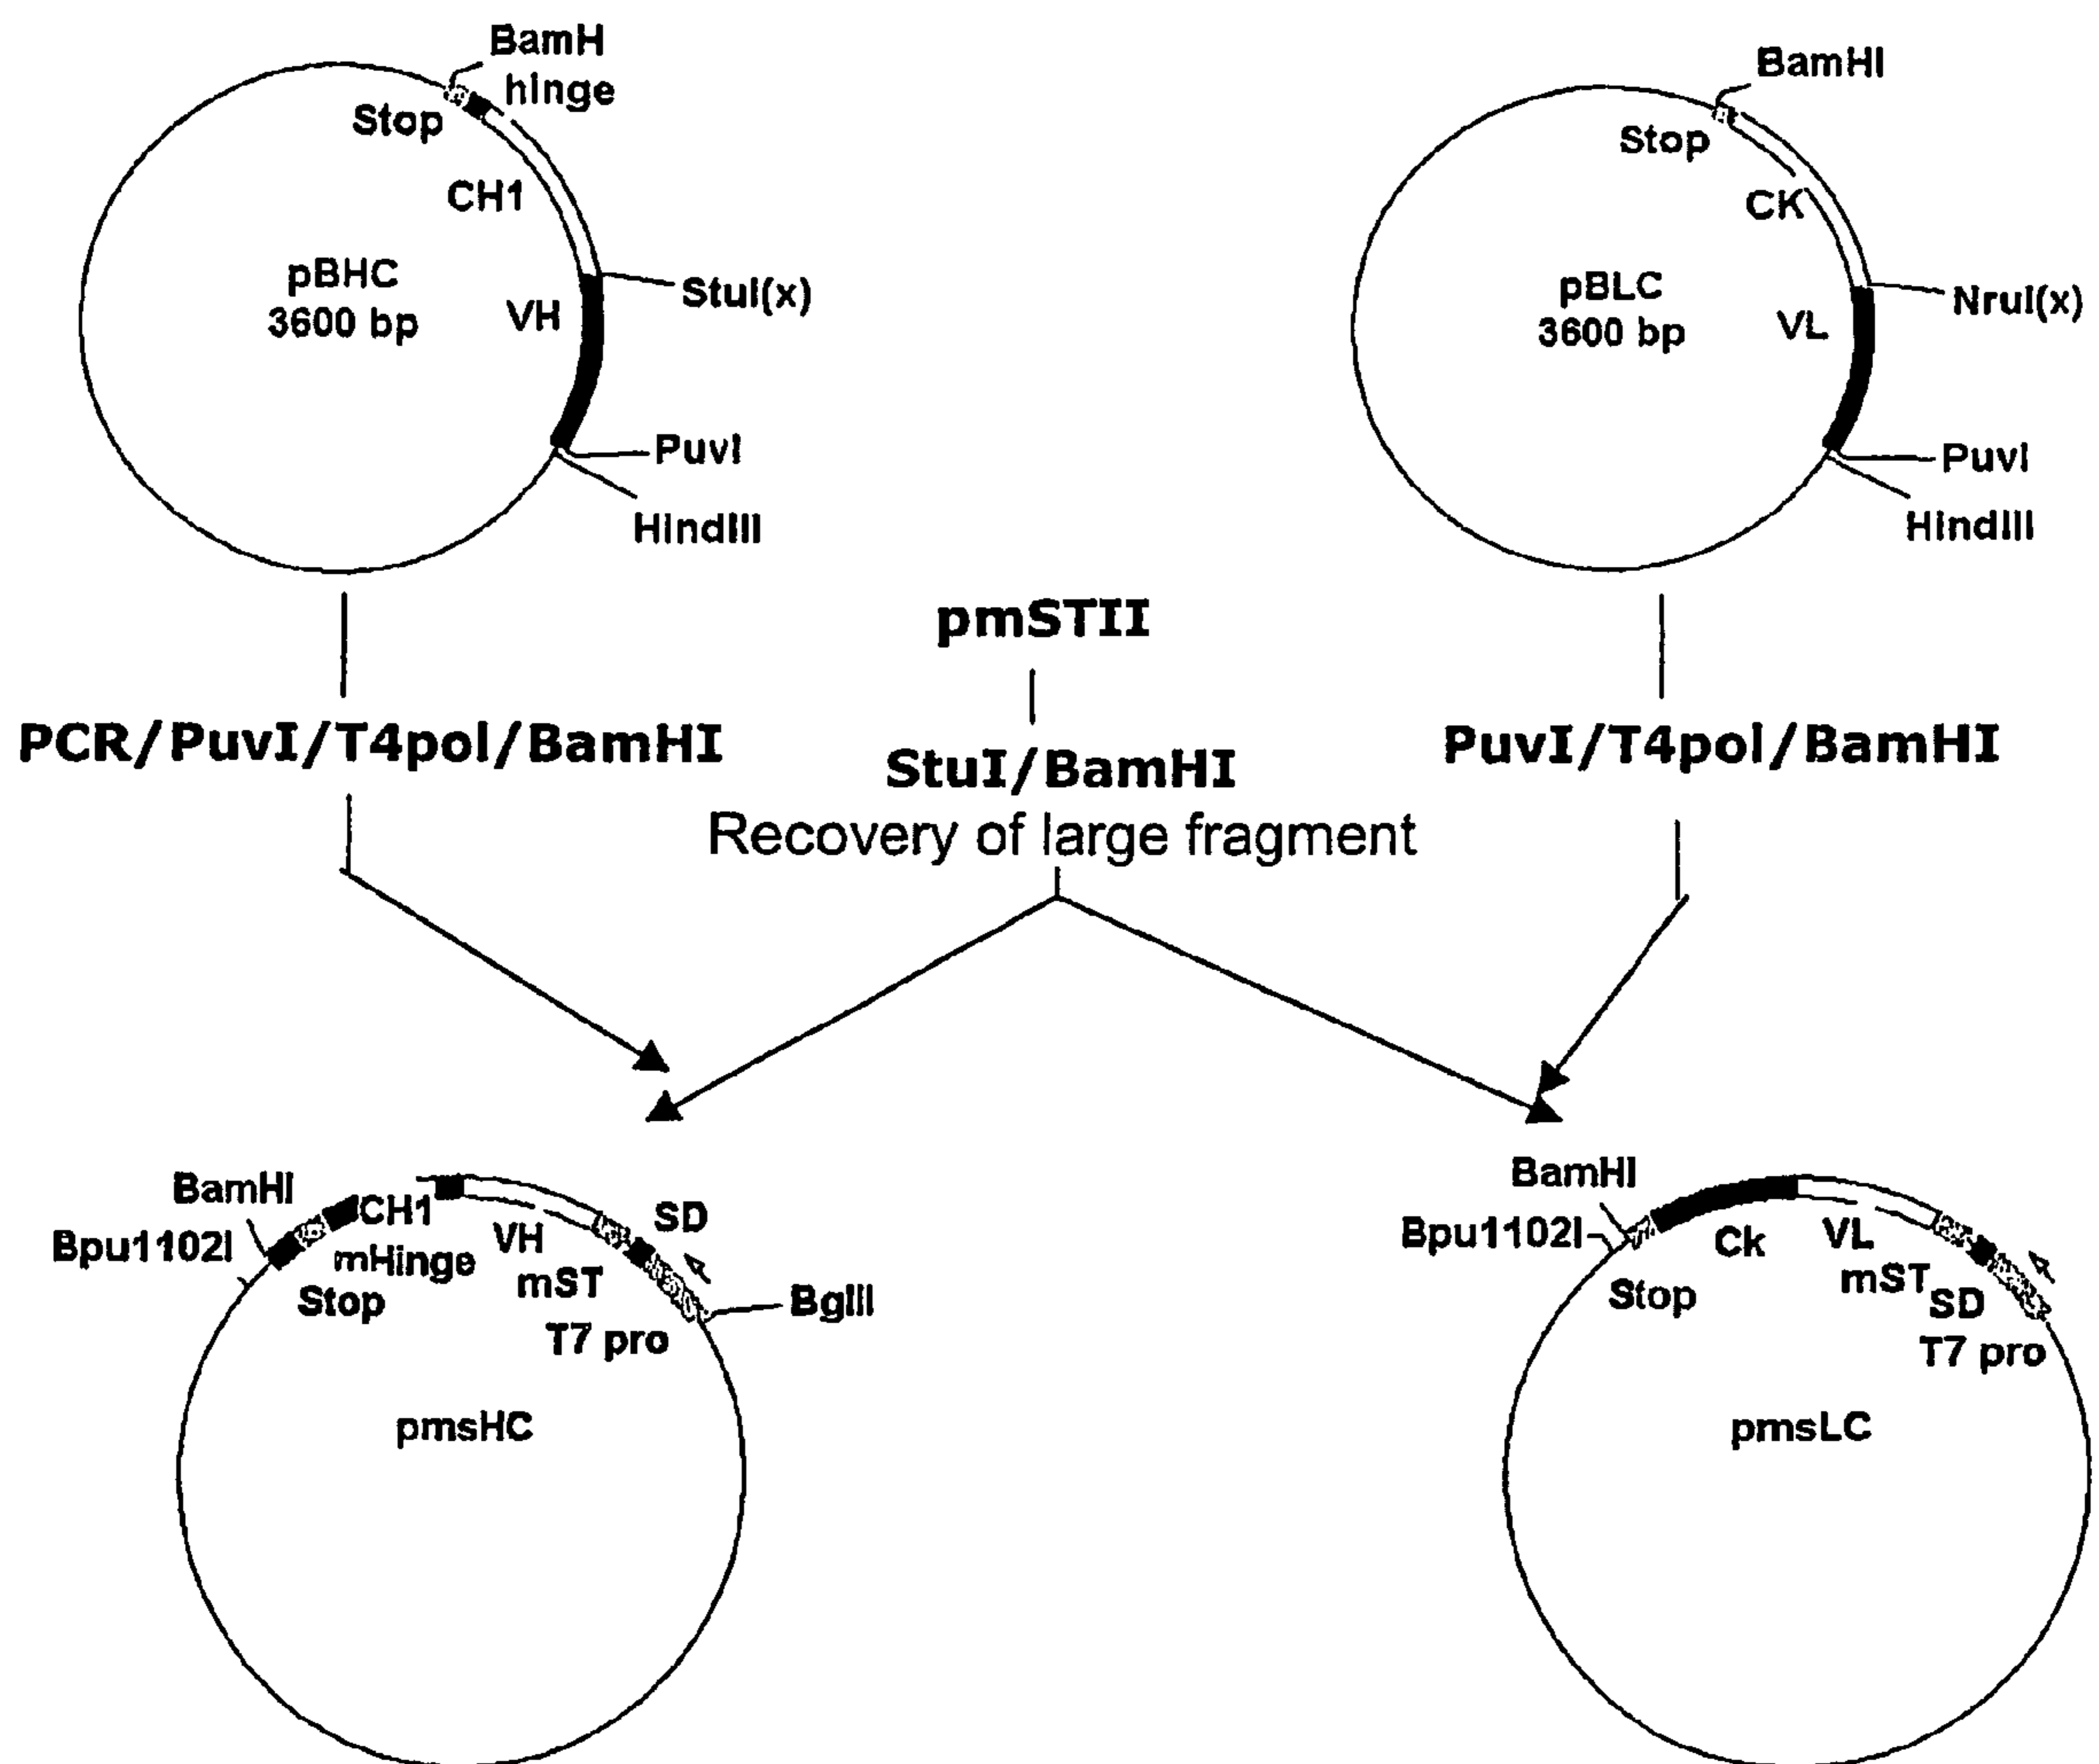 BamH
hinge
Stop
CH1
pBHC
3600 bp
VH
StuI(x)
PuvI
HindIII
BamHI
Stop
CK
pBLC
3600 bp
VL
NruI(x)
PuvI
HindIII
pmSTII
PCR/PuvI/T4pol/BamHI
StuI/BamHI
Recovery of large fragment
PuvI/T4pol/BamHI
BamHI
Bpu1102I
CH1
mHinge
Stop
VH
mST
SD
T7 pro
BglII
pmsHC
BamHI
Bpu1102I
Stop
Ck
VL
mST
SD
T7 pro
pmsLC